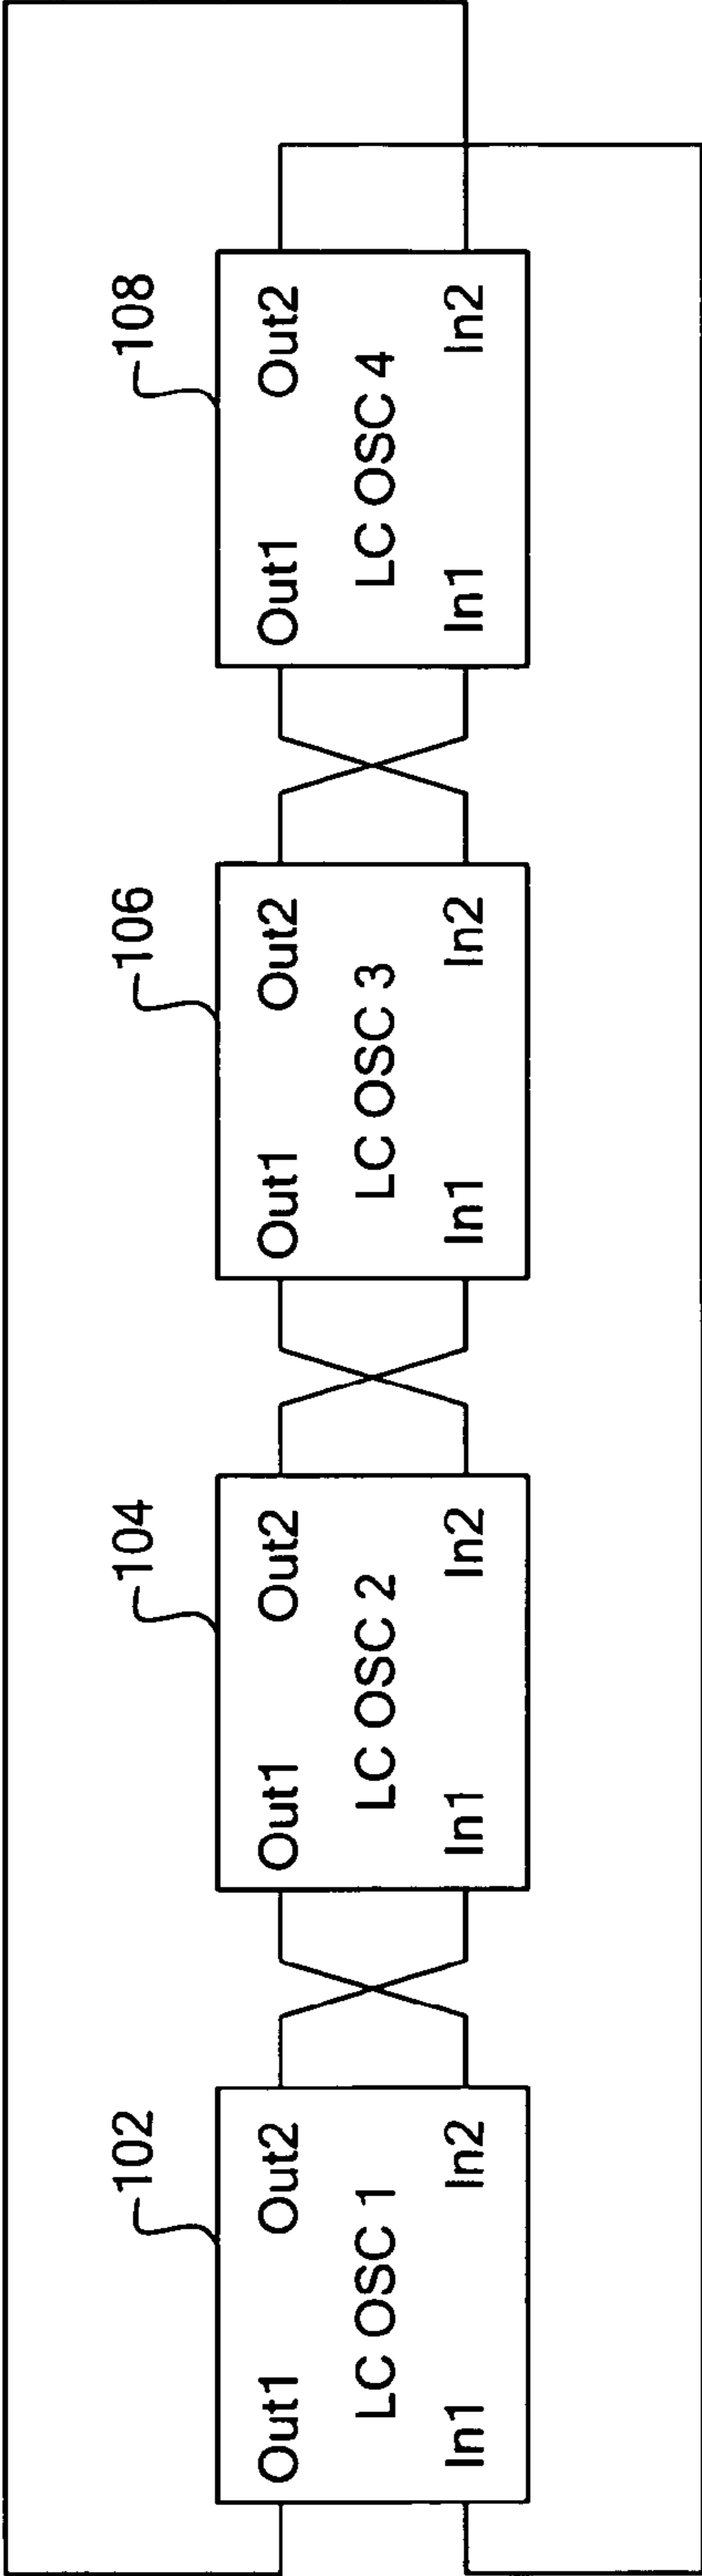 102
Out1 Out2
LC OSC 1
In1 In2
104
Out1 Out2
LC OSC 2
In1 In2
106
Out1 Out2
LC OSC 3
In1 In2
108
Out1 Out2
LC OSC 4
In1 In2